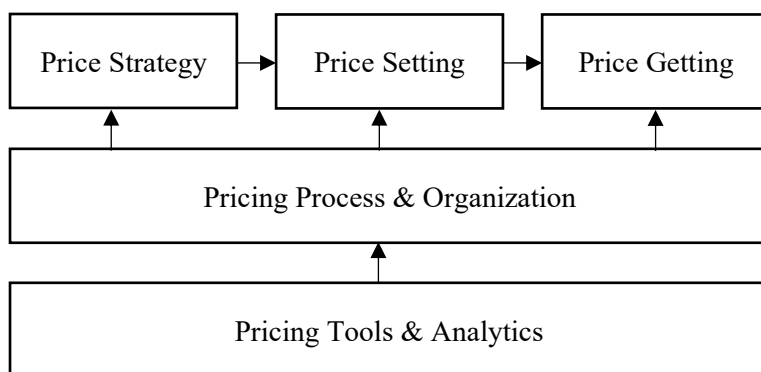 Price Strategy
Price Setting
Price Getting
Pricing Process & Organization
Pricing Tools & Analytics